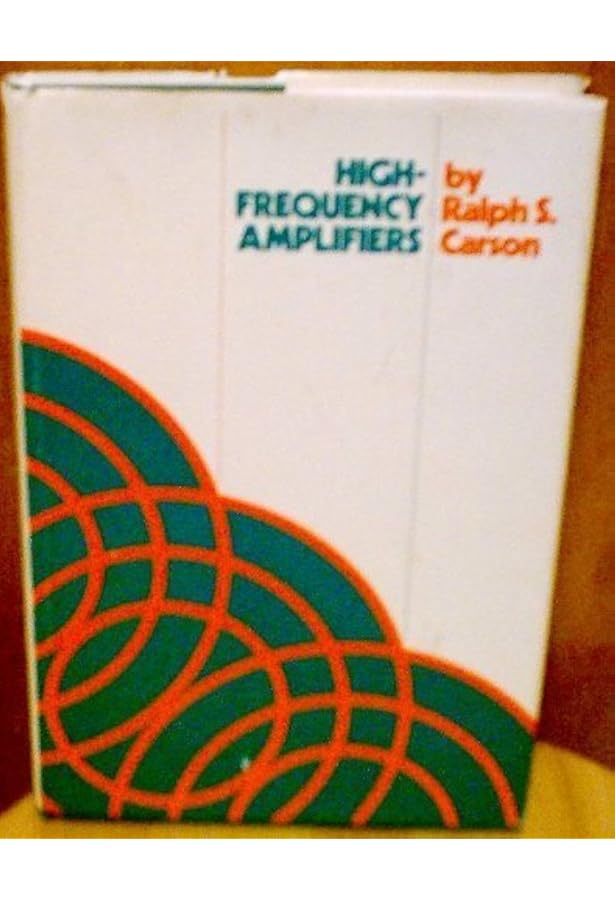 HIGH-
FREQUENCY
AMPLIFIERS
by
Ralph S.
Carson